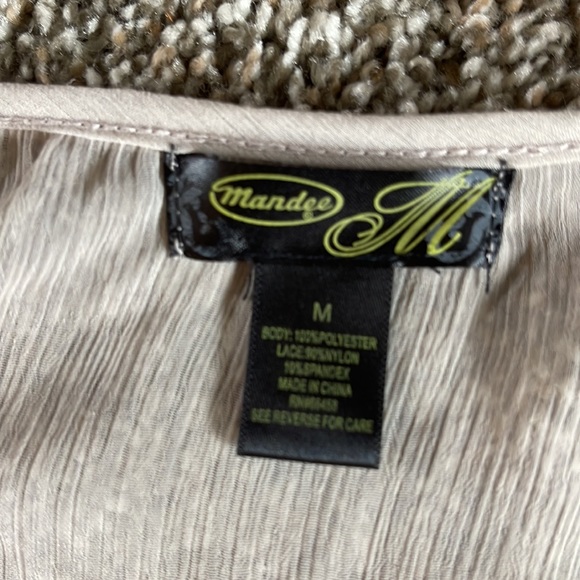 Mandee
M
M
BODY: 100%POLYESTER
LACE:90%NYLON
10%SPANDEX
MADE IN CHINA
SEE REVERSE FOR CARE